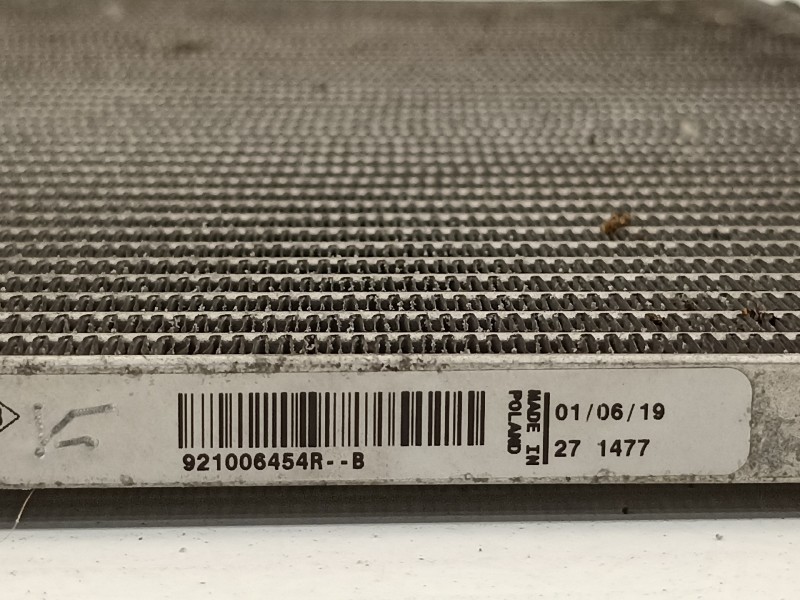 921006454R--B
MADE IN
POLAND
01/06/19
27 1477